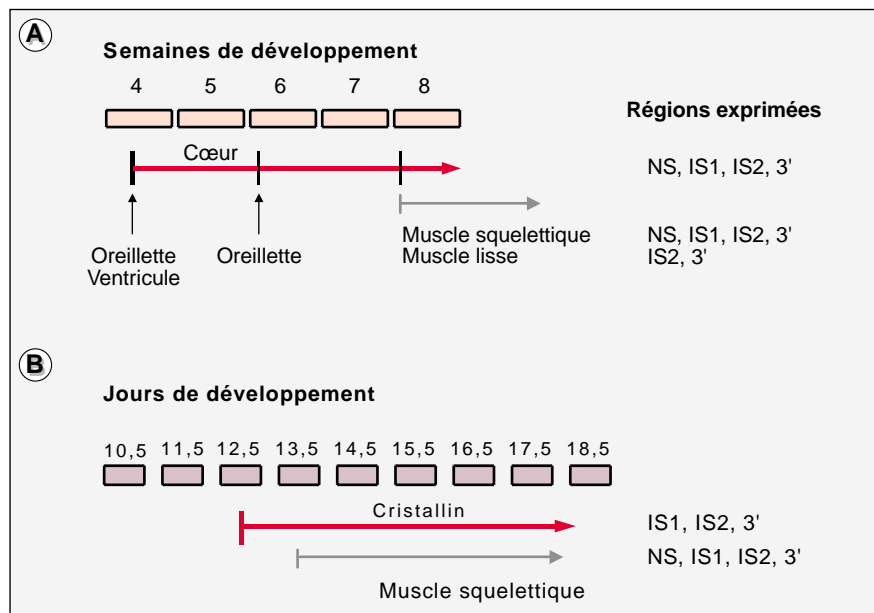 A
Semaines de développement
4 5 6 7 8
Régions exprimées
Cœur
NS, IS1, IS2, 3'
Oreillette
Ventricule
Oreillette
Muscle squelettique
Muscle lisse
NS, IS1, IS2, 3'
IS2, 3'
B
Jours de développement
10,5 11,5 12,5 13,5 14,5 15,5 16,5 17,5 18,5
Cristallin
IS1, IS2, 3'
NS, IS1, IS2, 3'
Muscle squelettique